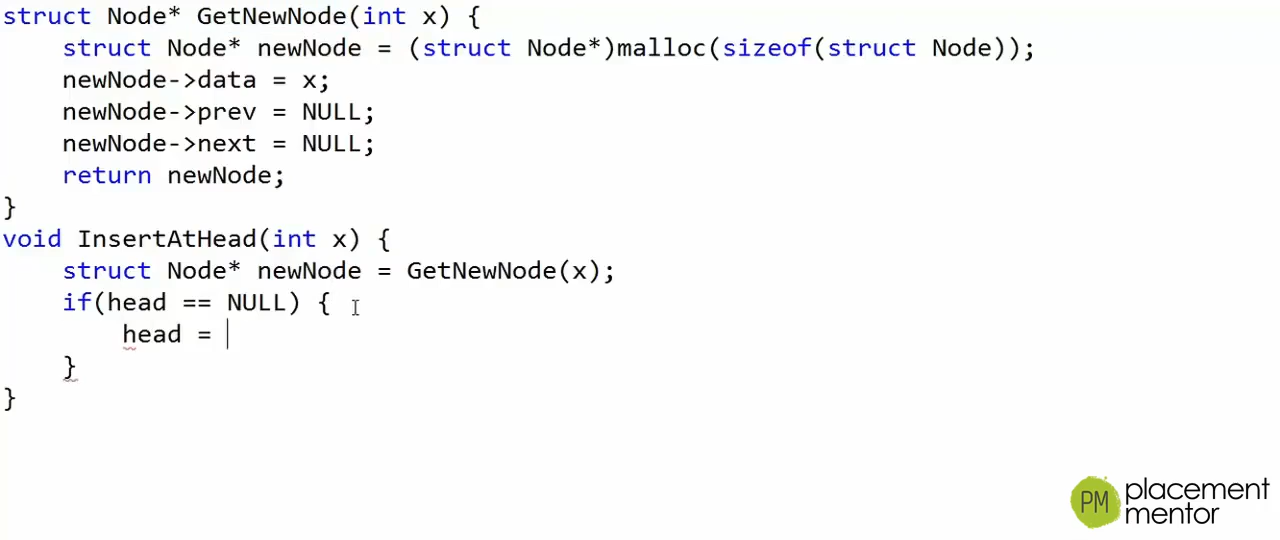 struct Node* GetNewNode(int x) {
    struct Node* newNode = (struct Node*)malloc(sizeof(struct Node));
    newNode->data = x;
    newNode->prev = NULL;
    newNode->next = NULL;
    return newNode;
}
void InsertAtHead(int x) {
    struct Node* newNode = GetNewNode(x);
    if(head == NULL) {
        head =
    }
}
PM placement
mentor